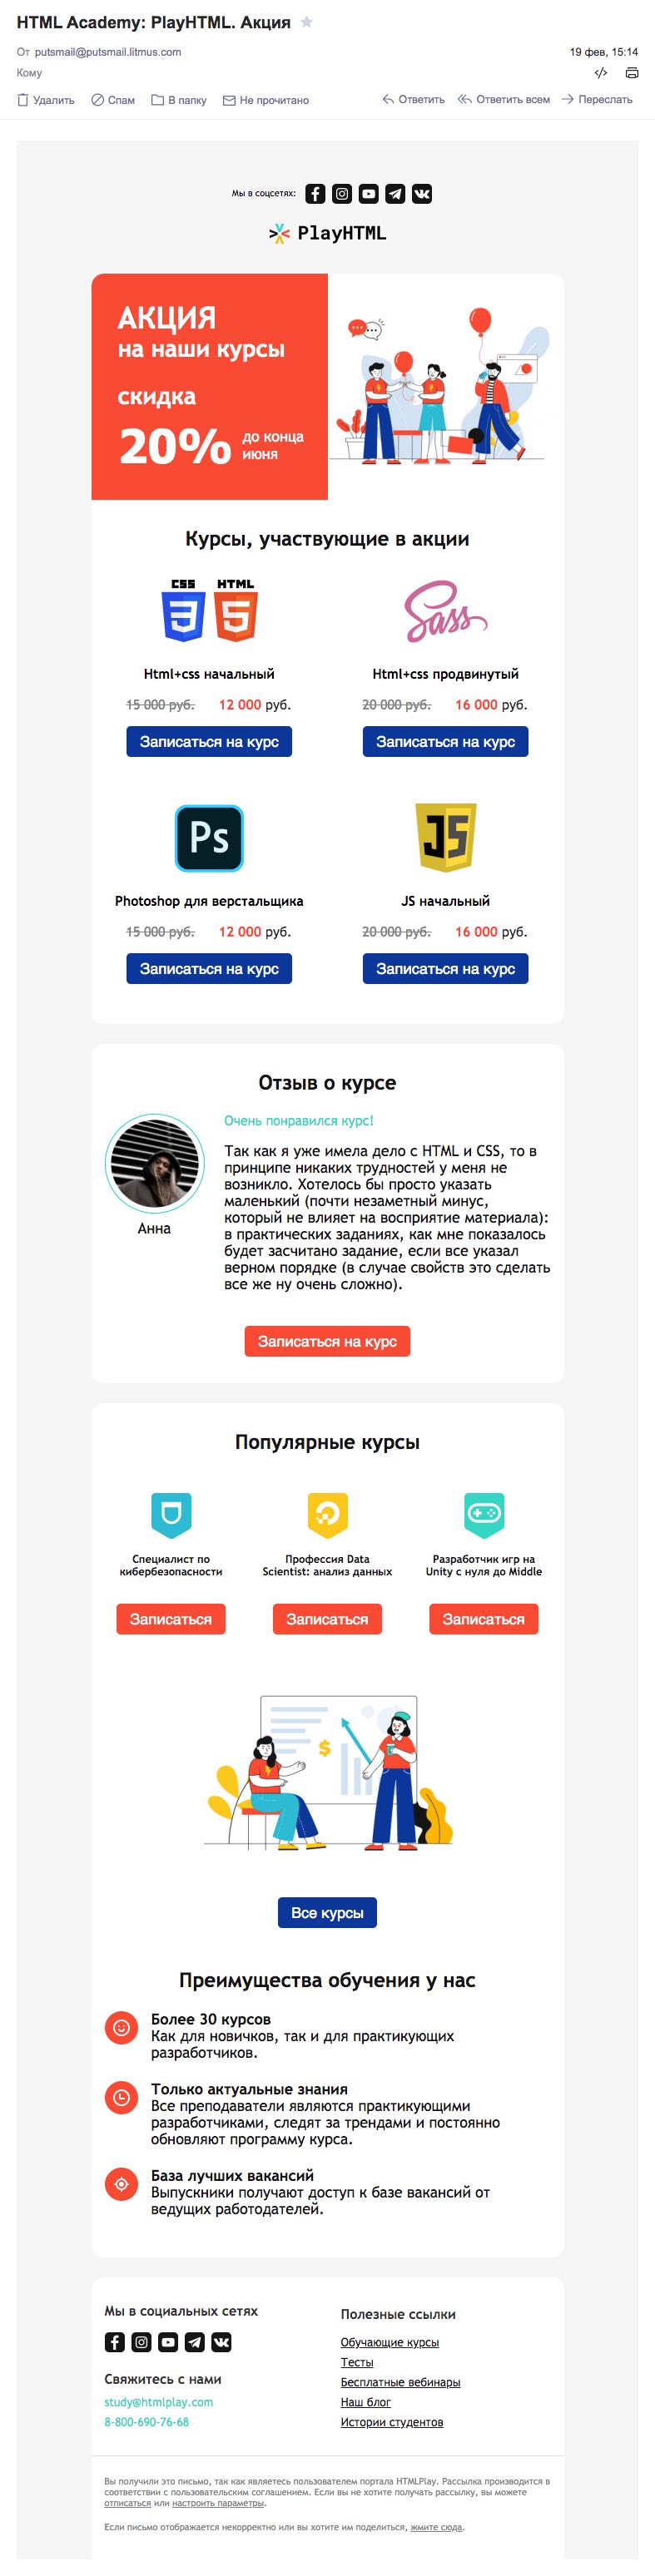 HTML Academy: PlayHTML. Акция
От putsmail@putsmail.litmus.com
19 фев, 15:14
Кому
Удалить Спам В папку Не прочитано Ответить Ответить всем Переслать
Мы в соцсетях:
PlayHTML
АКЦИЯ
на наши курсы
скидка
20% до конца
июня
Курсы, участвующие в акции
CSS HTML
3 5
Sass
Html+css начальный
Html+css продвинутый
15 000 руб. 12 000 руб.
20 000 руб. 16 000 руб.
Записаться на курс
Записаться на курс
Ps
JS
Photoshop для верстальщика
JS начальный
15 000 руб. 12 000 руб.
20 000 руб. 16 000 руб.
Записаться на курс
Записаться на курс
Отзыв о курсе
Анна
Очень понравился курс!
Так как я уже имела дело с HTML и CSS, то в
принципе никаких трудностей у меня не
возникло. Хотелось бы просто указать
маленький (почти незаметный минус,
который не влияет на восприятие материала):
в практических заданиях, как мне показалось
будет засчитано задание, если все указал
верном порядке (в случае свойств это сделать
все же ну очень сложно).
Записаться на курс
Популярные курсы
Специалист по
кибербезопасности
Профессия Data
Scientist: анализ данных
Разработчик игр на
Unity с нуля до Middle
Записаться
Записаться
Записаться
$
Все курсы
Преимущества обучения у нас
Более 30 курсов
Как для новичков, так и для практикующих
разработчиков.
Только актуальные знания
Все преподаватели являются практикующими
разработчиками, следят за трендами и постоянно
обновляют программу курса.
База лучших вакансий
Выпускники получают доступ к базе вакансий от
ведущих работодателей.
Мы в социальных сетях
Свяжитесь с нами
study@htmlplay.com
8-800-690-76-68
Полезные ссылки
Обучающие курсы
Тесты
Бесплатные вебинары
Наш блог
Истории студентов
Вы получили это письмо, так как являетесь пользователем портала HTMLPlay. Рассылка производится в
соответствии с пользовательским соглашением. Если вы не хотите получать рассылку, вы можете
отписаться или настроить параметры.
Если письмо отображается некорректно или вы хотите им поделиться, жмите сюда.